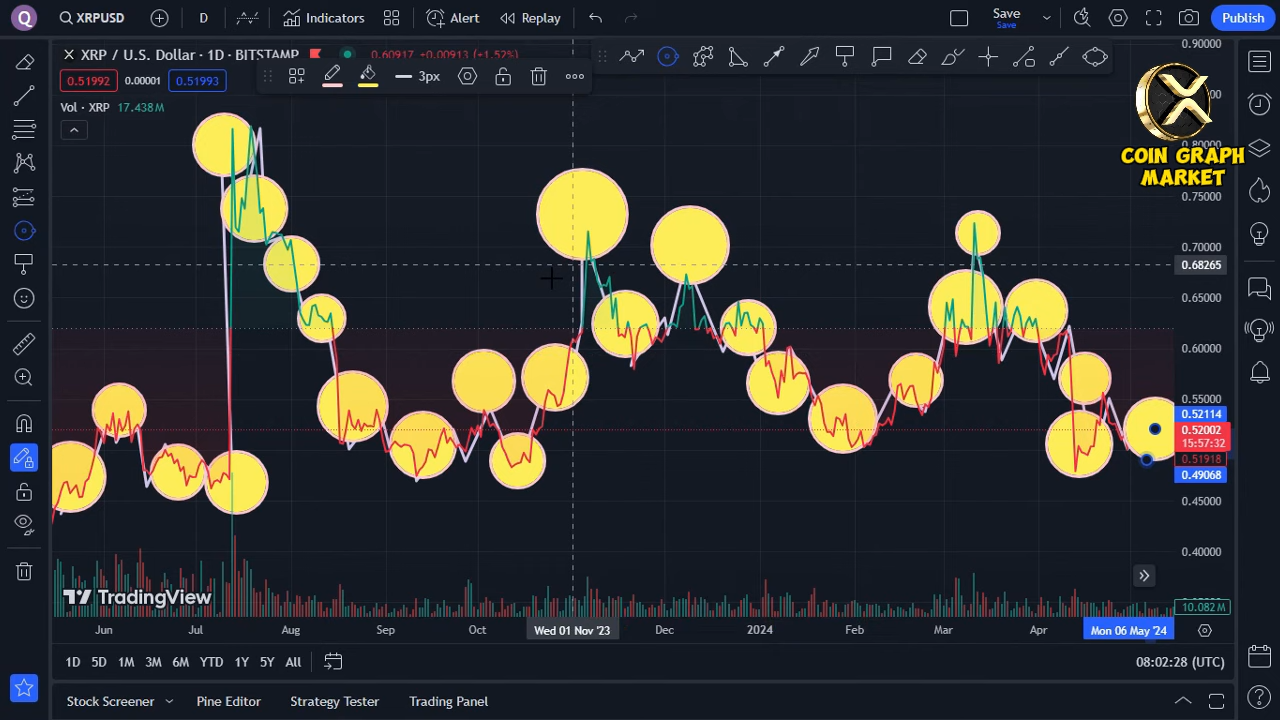 Q
XRPUSD
D
Indicators
Alert
Replay
Save
Save
Publish
XRP / U.S. Dollar · 1D · BITSTAMP
0.60917 +0.00913 (+1.52%)
0.51992
0.00001
0.51993
3px
Vol · XRP 17.438M
COIN GRAPH
MARKET
0.90000
0.80000
0.75000
0.70000
0.68265
0.65000
0.60000
0.55000
0.52114
0.52002
15:57:32
0.51918
0.49068
0.45000
0.40000
10.082M
TradingView
Jun
Jul
Aug
Sep
Oct
Wed 01 Nov '23
Dec
2024
Feb
Mar
Apr
Mon 06 May '24
1D
5D
1M
3M
6M
YTD
1Y
5Y
All
08:02:28 (UTC)
Stock Screener
Pine Editor
Strategy Tester
Trading Panel